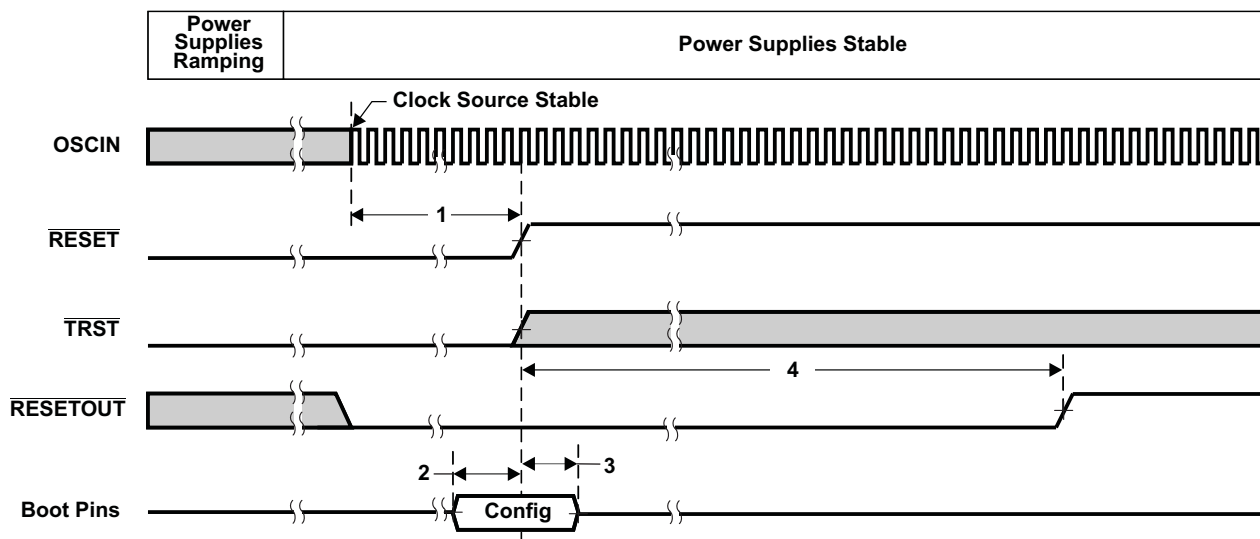 Power
Supplies
Ramping
Power Supplies Stable
Clock Source Stable
OSCIN
1
RESET
TRST
4
RESETOUT
2
3
Boot Pins
Config